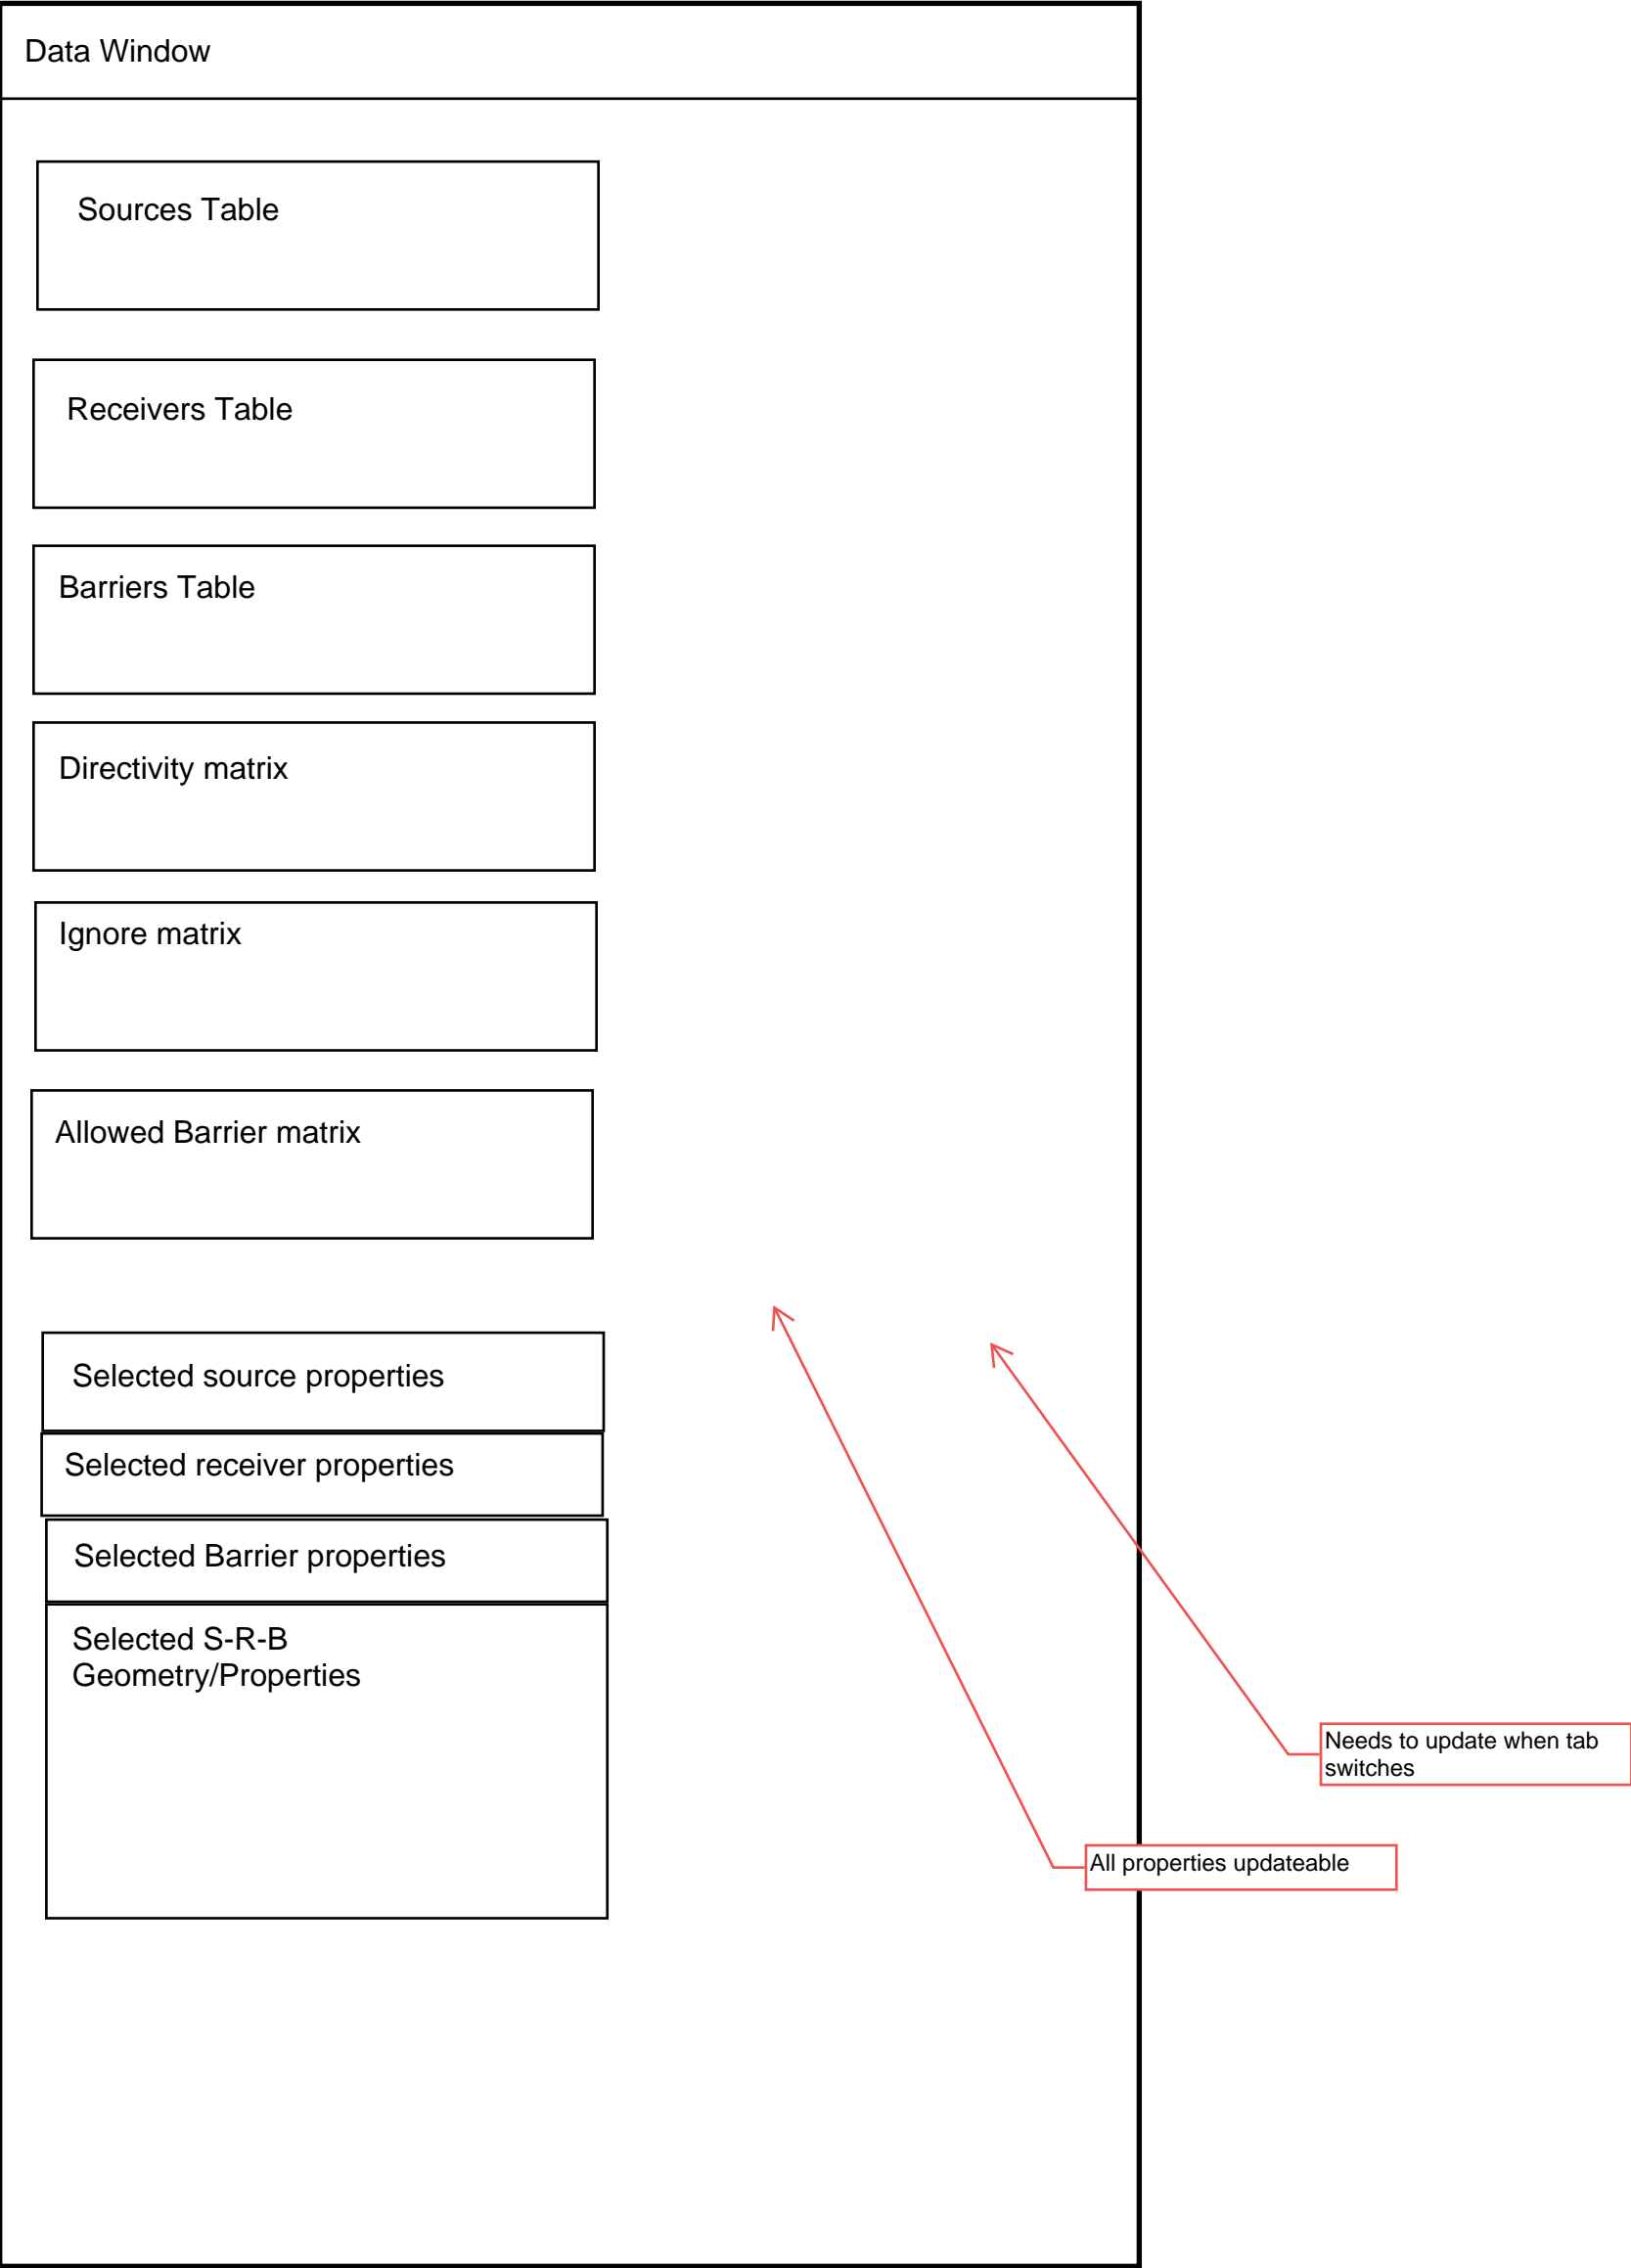 Data Window
Sources Table
Receivers Table
Barriers Table
Directivity matrix
Ignore matrix
Allowed Barrier matrix
Selected source properties
Selected receiver properties
Selected Barrier properties
Selected S-R-B
Geometry/Properties
Needs to update when tab
switches
All properties updateable